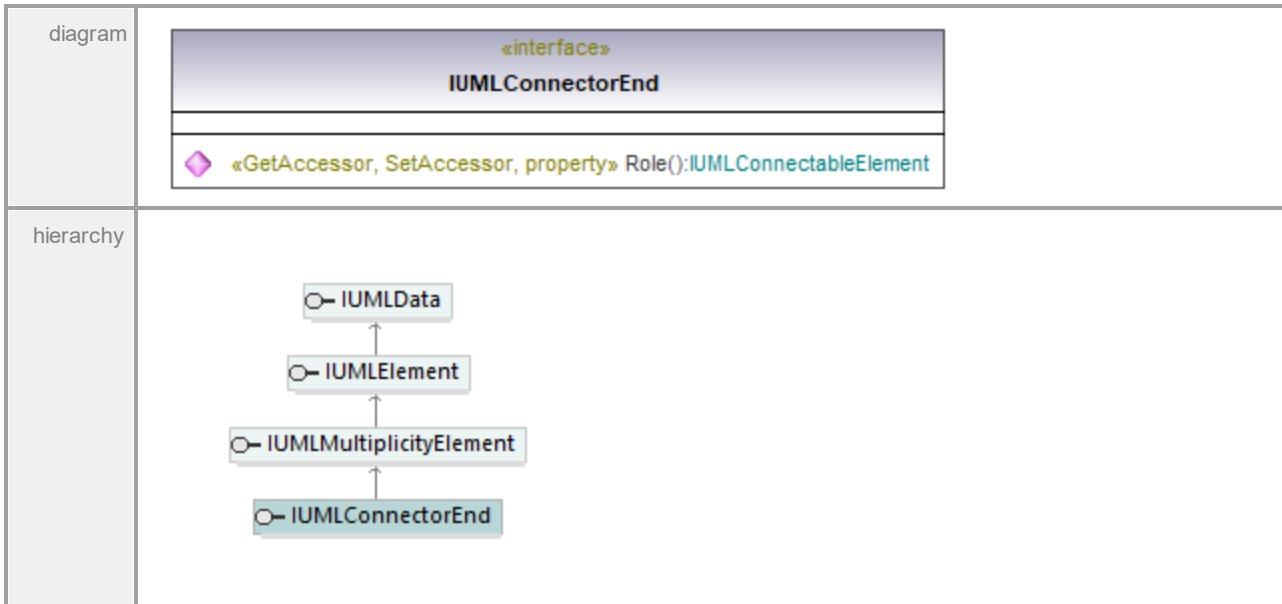 diagram
«interface»
IUMLConnectorEnd
«GetAccessor, SetAccessor, property» Role():IUMLConnectableElement
hierarchy
IUMLData
IUMLElement
IUMLMultiplicityElement
IUMLConnectorEnd